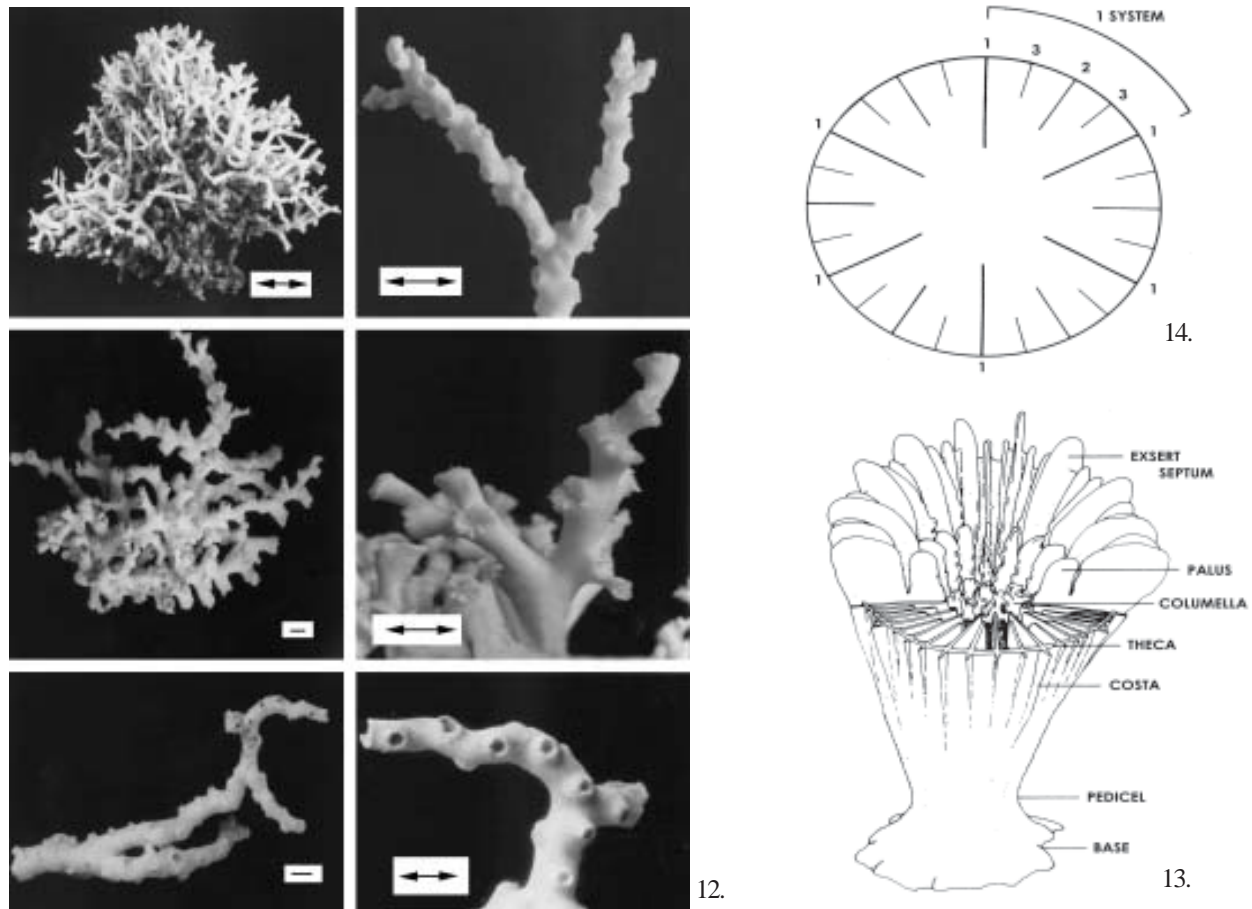 12.
1 SYSTEM
1
3
2
3
1
1
1
1
1
14.
EXSERT
SEPTUM
PALUS
COLUMELLA
THECA
COSTA
PEDICEL
BASE
13.